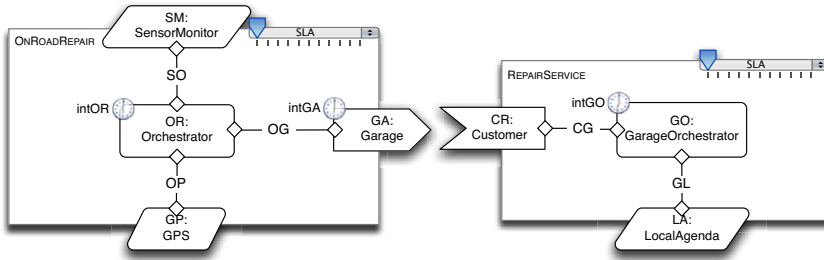 SM:
SensorMonitor
SLA
ONROADREPAIR
SO
intOR
OR:
Orchestrator
OG
intGA
GA:
Garage
OP
GP:
GPS
SLA
REPAIRSERVICE
CR:
Customer
CG
intGO
GO:
GarageOrchestrator
GL
LA:
LocalAgenda